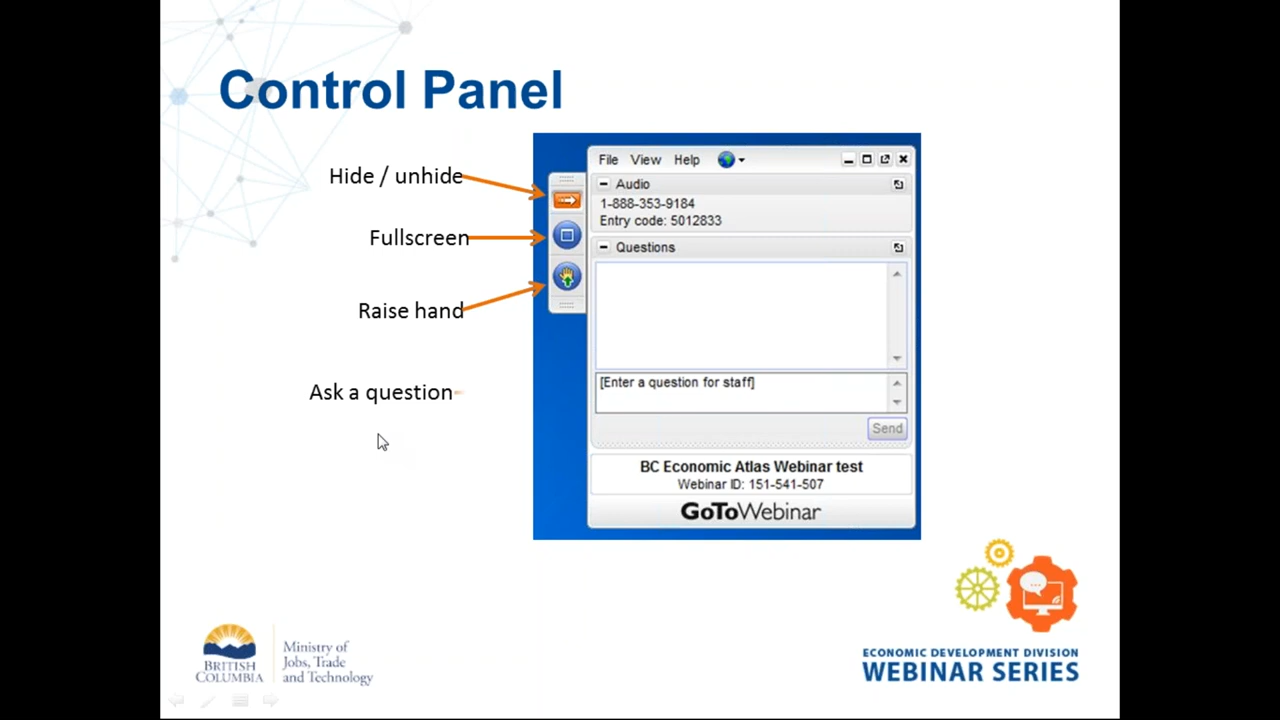 Control Panel
Hide / unhide
Fullscreen
Raise hand
Ask a question
File View Help
Audio
1-888-353-9184
Entry code: 5012833
Questions
[Enter a question for staff]
Send
BC Economic Atlas Webinar test
Webinar ID: 151-541-507
GoToWebinar
BRITISH
COLUMBIA
Ministry of
Jobs, Trade
and Technology
ECONOMIC DEVELOPMENT DIVISION
WEBINAR SERIES